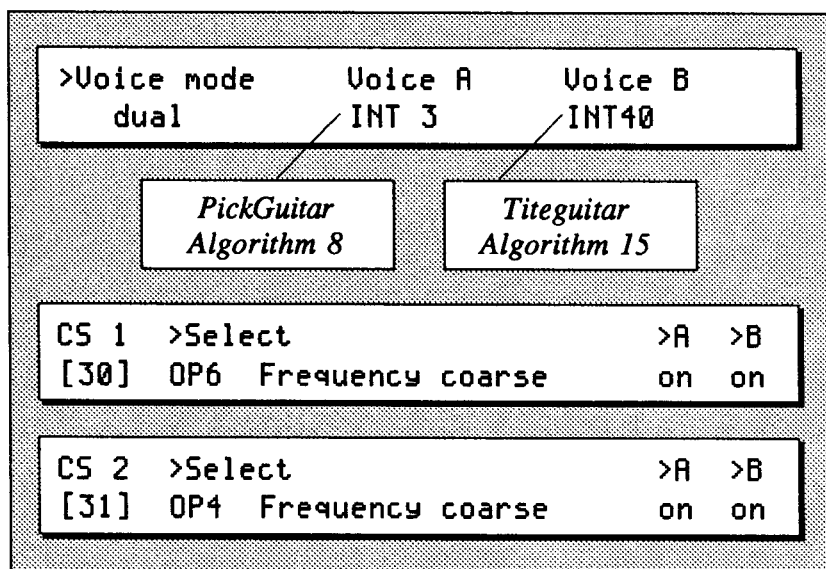 >Voice mode Voice A Voice B
dual INT 3 INT40
PickGuitar
Algorithm 8
Titeguitar
Algorithm 15
CS 1 >Select >A >B
[30] OP6 Frequency coarse on on
CS 2 >Select >A >B
[31] OP4 Frequency coarse on on